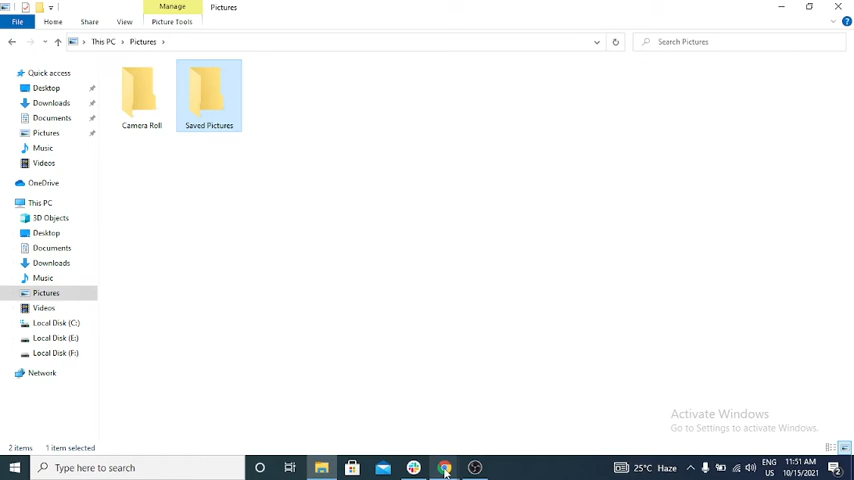 Manage
Pictures
File
Home
Share
View
Picture Tools
This PC
Pictures
Search Pictures
Quick access
Desktop
Downloads
Documents
Pictures
Music
Videos
OneDrive
This PC
3D Objects
Desktop
Documents
Downloads
Music
Pictures
Videos
Local Disk (C:)
Local Disk (E:)
Local Disk (F:)
Network
Camera Roll
Saved Pictures
Activate Windows
Go to Settings to activate Windows.
2 items
1 item selected
Type here to search
25°C Haze
ENG
US
11:51 AM
10/15/2021
2